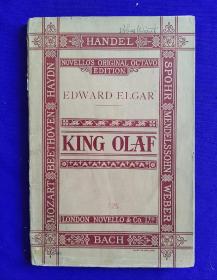 HANDEL
NOVELLO'S ORIGINAL OCTAVO
EDITION.
HAYDN
BEETHOVEN
MOZART
SPOHR
MENDELSSOHN
WEBER
EDWARD ELGAR
KING OLAF
LONDON: NOVELLO & Co. LTD
BACH